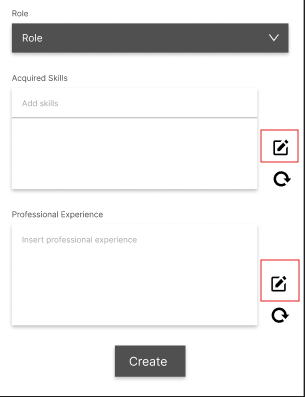 Role
Role
Acquired Skills
Add skills
Professional Experience
Insert professional experience
Create